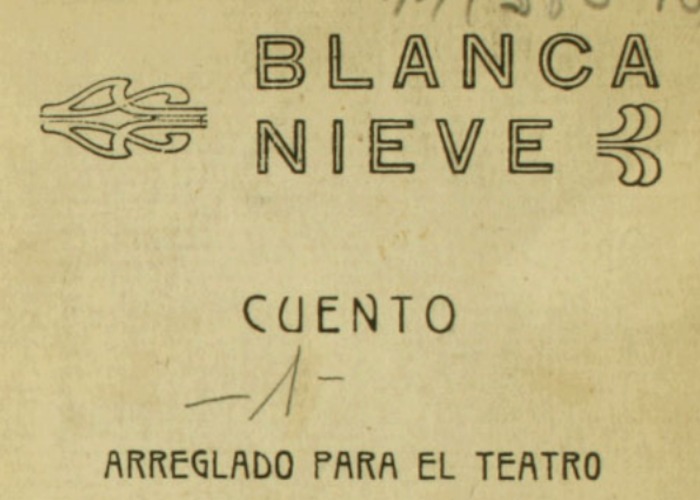 BLANCA
NIEVE
CUENTO
-1-
ARREGLADO PARA EL TEATRO